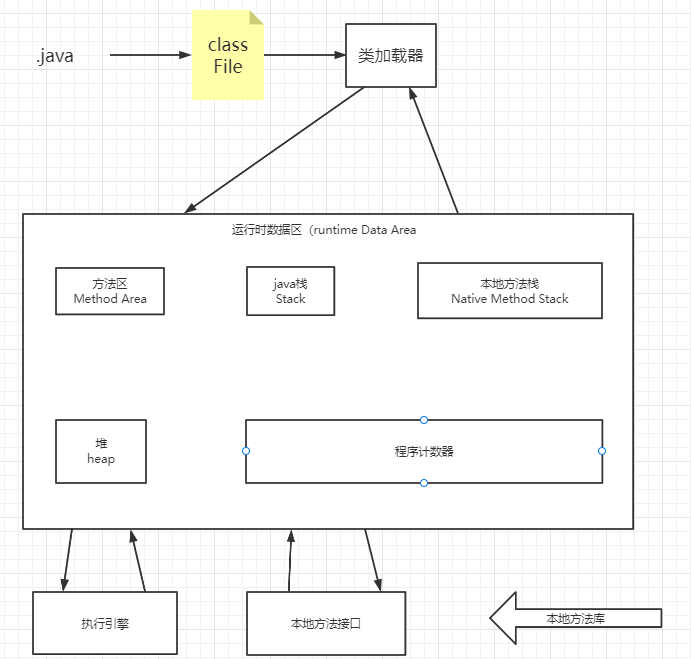 .java
class
File
类加载器
运行时数据区（runtime Data Area
方法区
Method Area
java栈
Stack
本地方法栈
Native Method Stack
堆
heap
程序计数器
执行引擎
本地方法接口
本地方法库